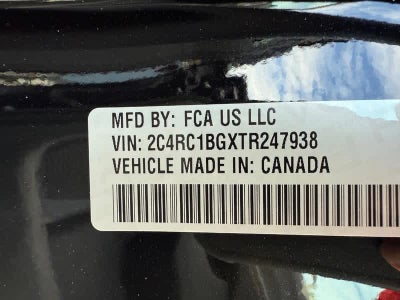 MFD BY: FCA US LLC
VIN: 2C4RC1BGXTR247938
VEHICLE MADE IN: CANADA